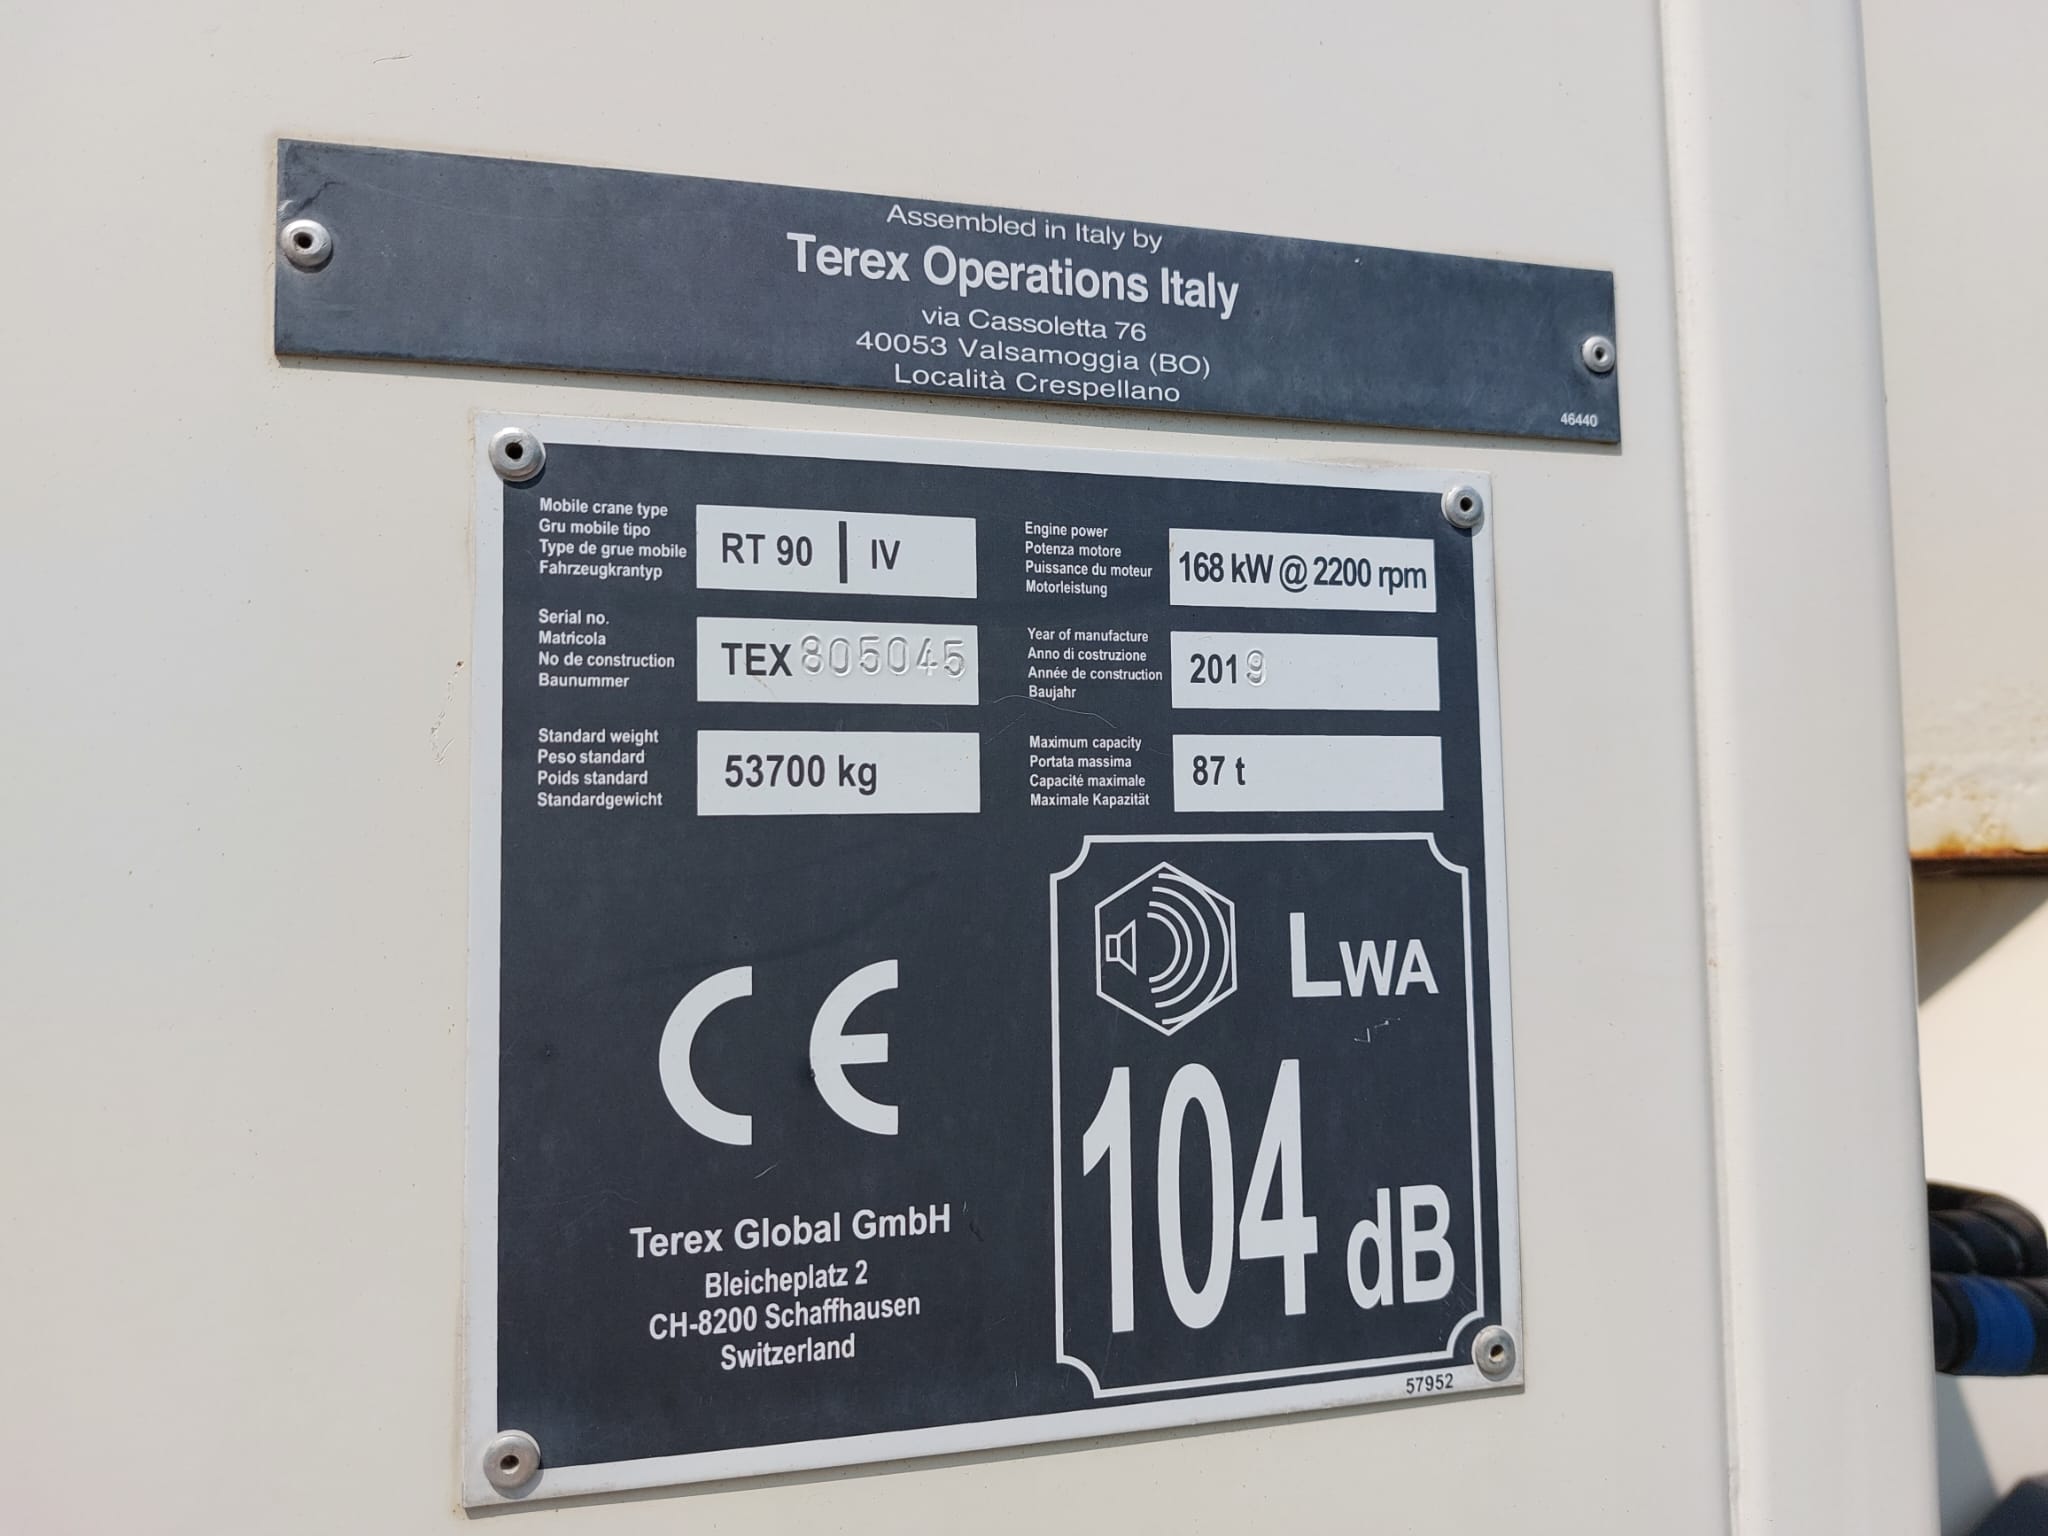 Assembled in Italy by
Terex Operations Italy
via Cassoletta 76
40053 Valsamoggia (BO)
Località Crespellano
46440
Mobile crane type
Gru mobile tipo
Type de grue mobile
Fahrzeugkrantyp
RT 90 | IV
Engine power
Potenza motore
Puissance du moteur
Motorleistung
168 kW @ 2200 rpm
Serial no.
Matricola
No de construction
Baunummer
TEX 805045
Year of manufacture
Anno di costruzione
Année de construction
Baujahr
2019
Standard weight
Peso standard
Poids standard
Standardgewicht
53700 kg
Maximum capacity
Portata massima
Capacité maximale
Maximale Kapazität
87 t
CE
LWA
104 dB
Terex Global GmbH
Bleicheplatz 2
CH-8200 Schaffhausen
Switzerland
57952